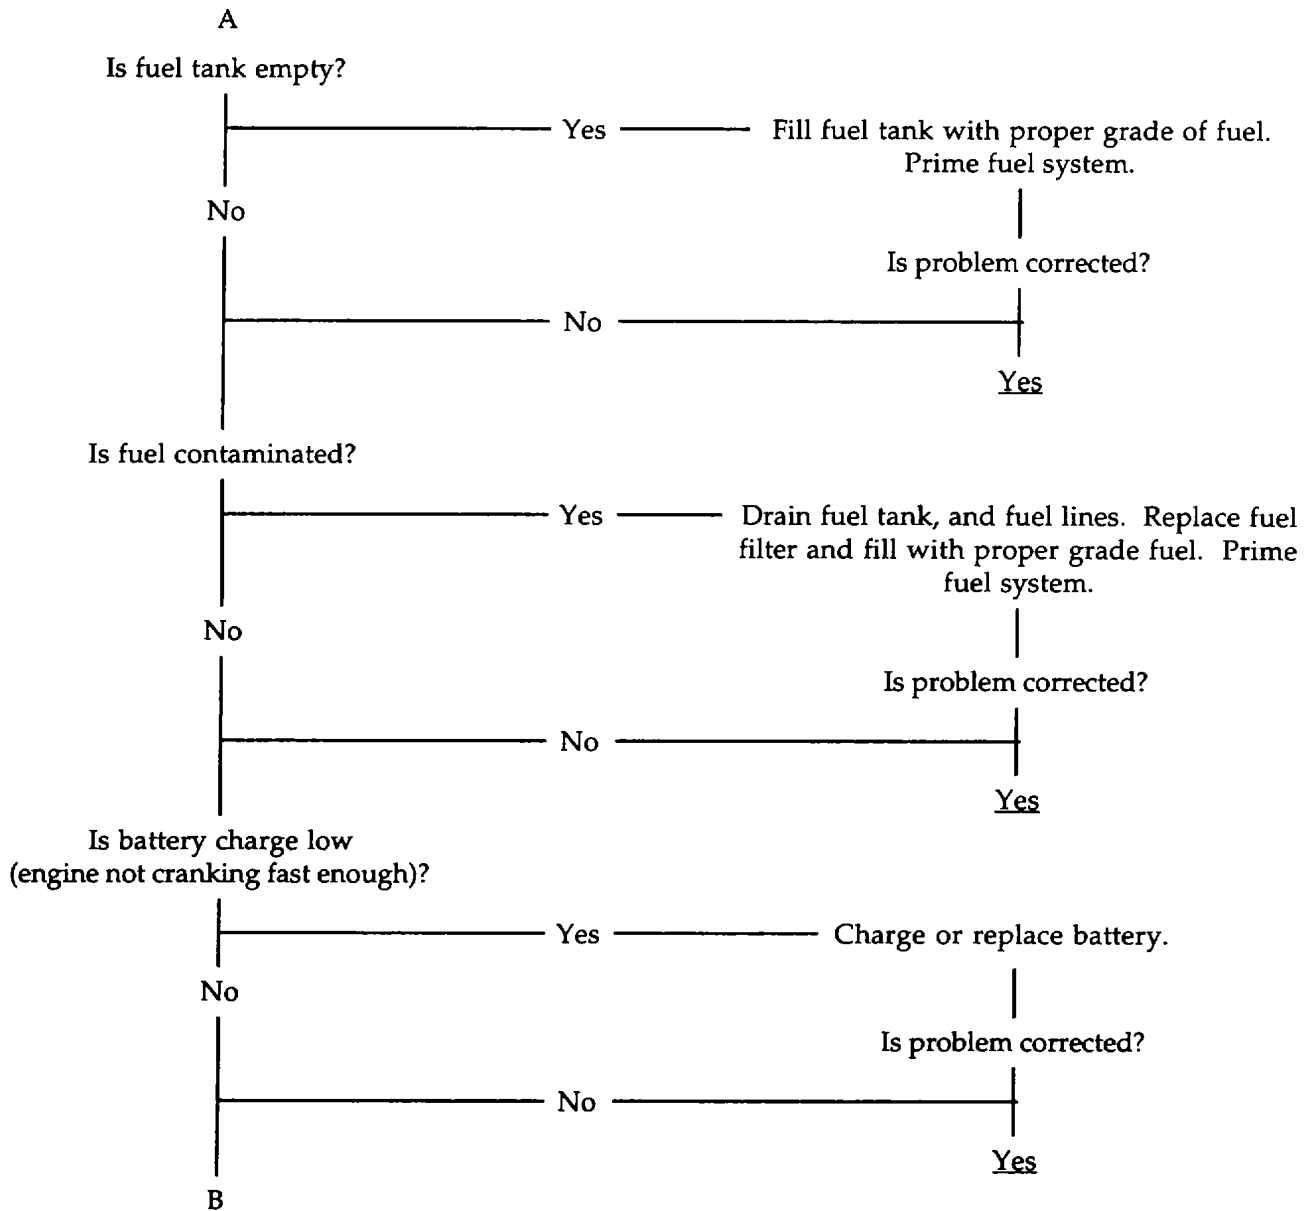 A
Is fuel tank empty?
Yes
Fill fuel tank with proper grade of fuel.
Prime fuel system.
No
Is problem corrected?
No
Yes
Is fuel contaminated?
Yes
Drain fuel tank, and fuel lines. Replace fuel
filter and fill with proper grade fuel. Prime
fuel system.
No
Is problem corrected?
No
Yes
Is battery charge low
(engine not cranking fast enough)?
Yes
Charge or replace battery.
No
Is problem corrected?
No
Yes
B